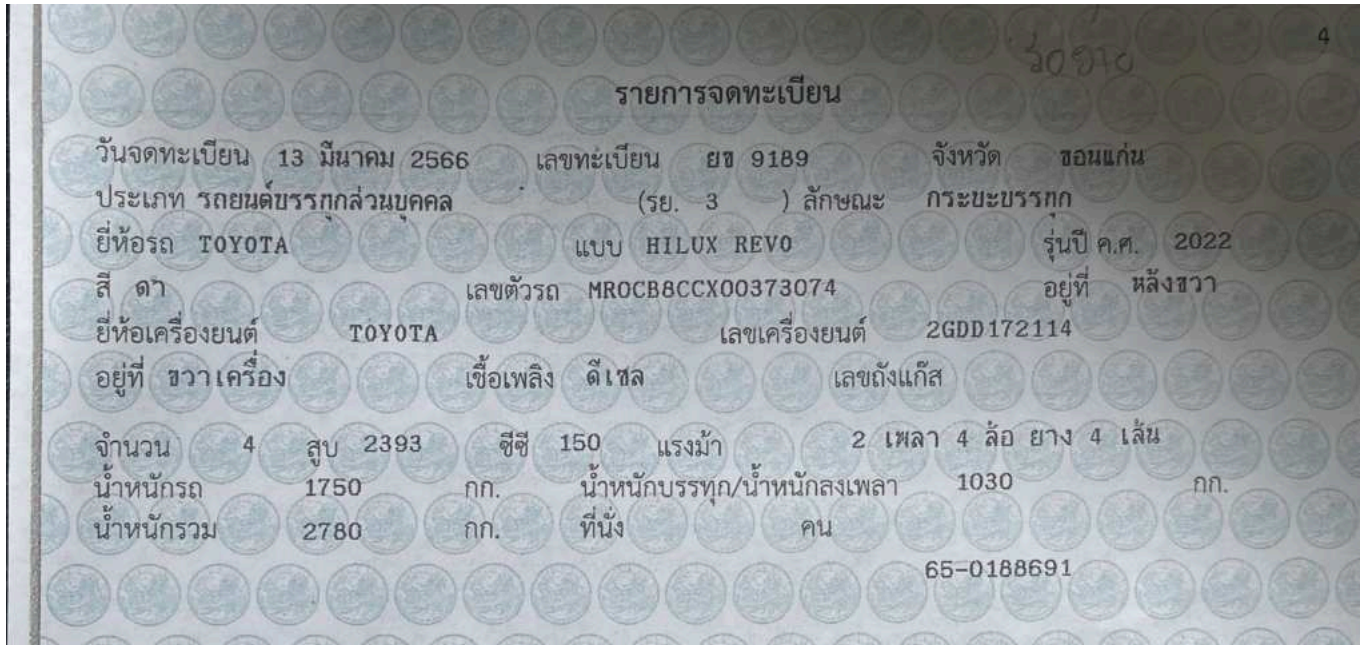 4
รายการจดทะเบียน
วันจดทะเบียน 13 มีนาคม 2566 เลขทะเบียน ยข 9189 จังหวัด ขอนแก่น
ประเภท รถยนต์บรรทุกส่วนบุคคล (รย. 3 ) ลักษณะ กระบะบรรทุก
ยี่ห้อรถ TOYOTA แบบ HILUX REVO รุ่นปี ค.ศ. 2022
สี ดำ เลขตัวรถ MR0CB8CCX00373074 อยู่ที่ หลังขวา
ยี่ห้อเครื่องยนต์ TOYOTA เลขเครื่องยนต์ 2GDD172114
อยู่ที่ ขวาเครื่อง เชื้อเพลิง ดีเซล เลขถังแก๊ส
จำนวน 4 สูบ 2393 ซีซี 150 แรงม้า 2 เพลา 4 ล้อ ยาง 4 เส้น
น้ำหนักรถ 1750 กก. น้ำหนักบรรทุก/น้ำหนักลงเพลา 1030 กก.
น้ำหนักรวม 2780 กก. ที่นั่ง คน
65-0188691